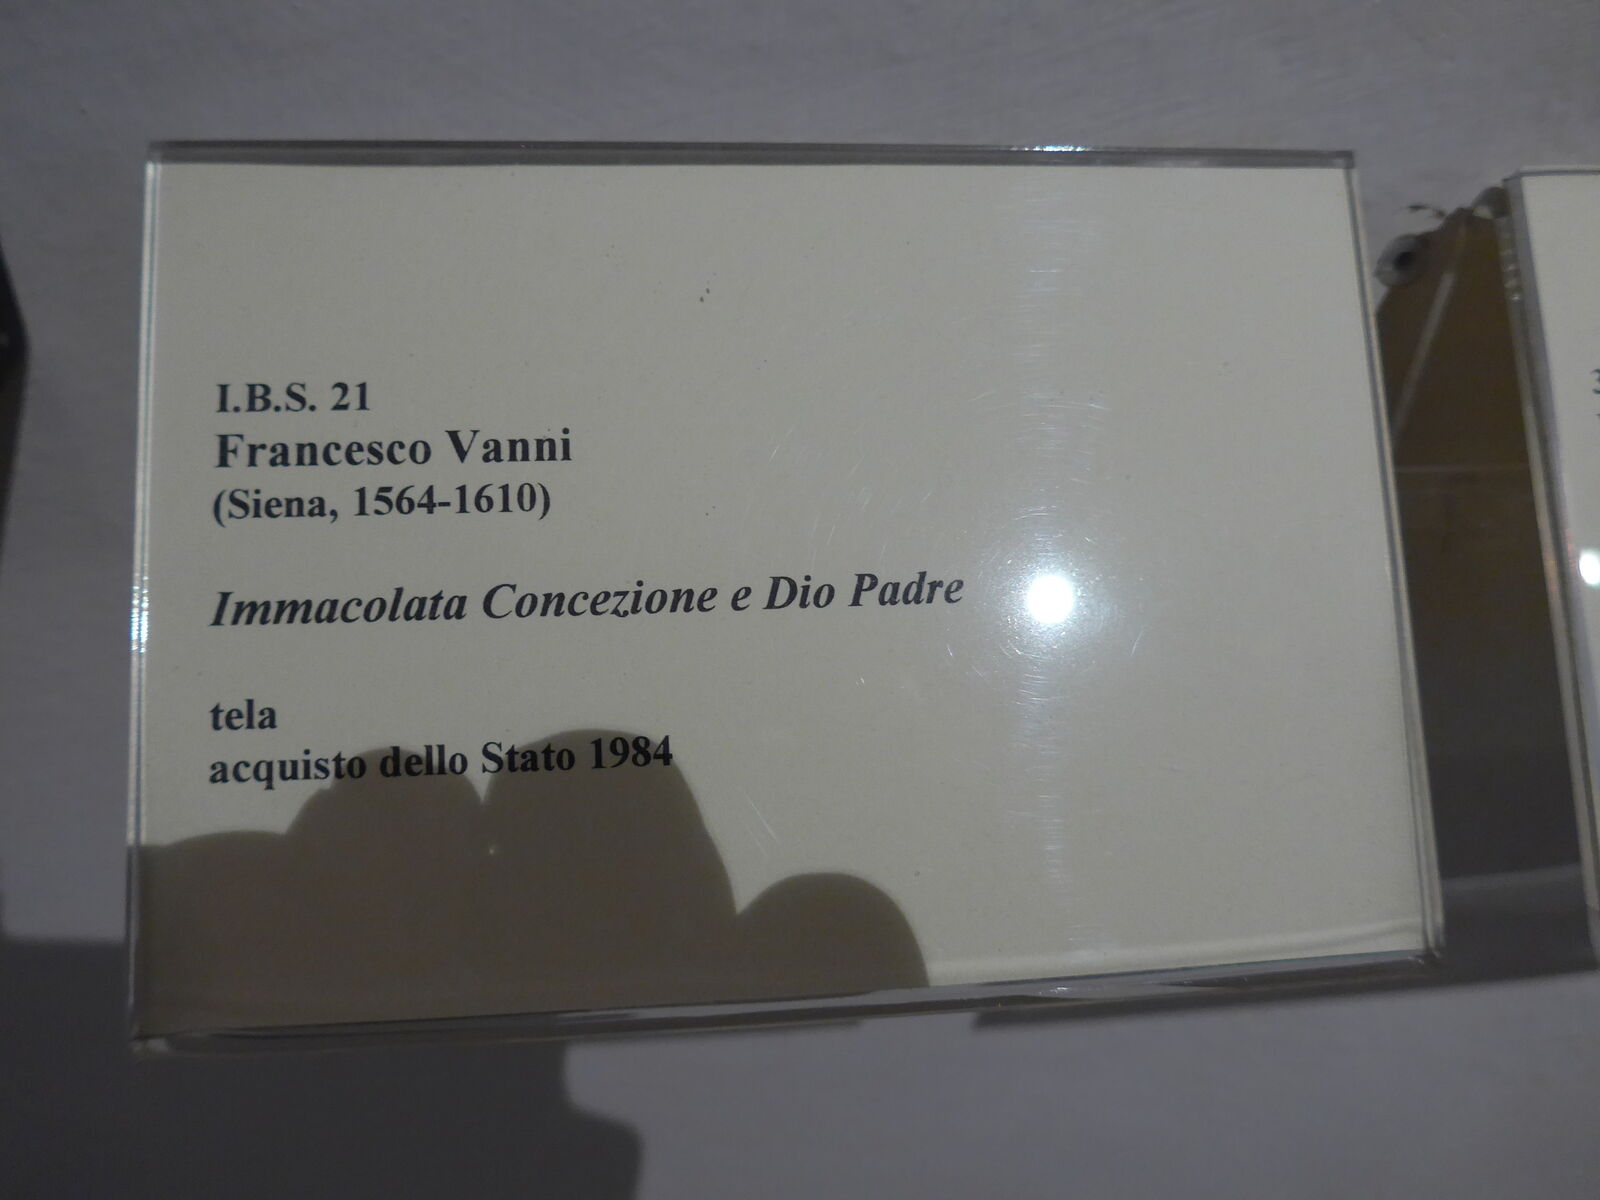 I.B.S. 21
Francesco Vanni
(Siena, 1564-1610)
Immacolata Concezione e Dio Padre
tela
acquisto dello Stato 1984